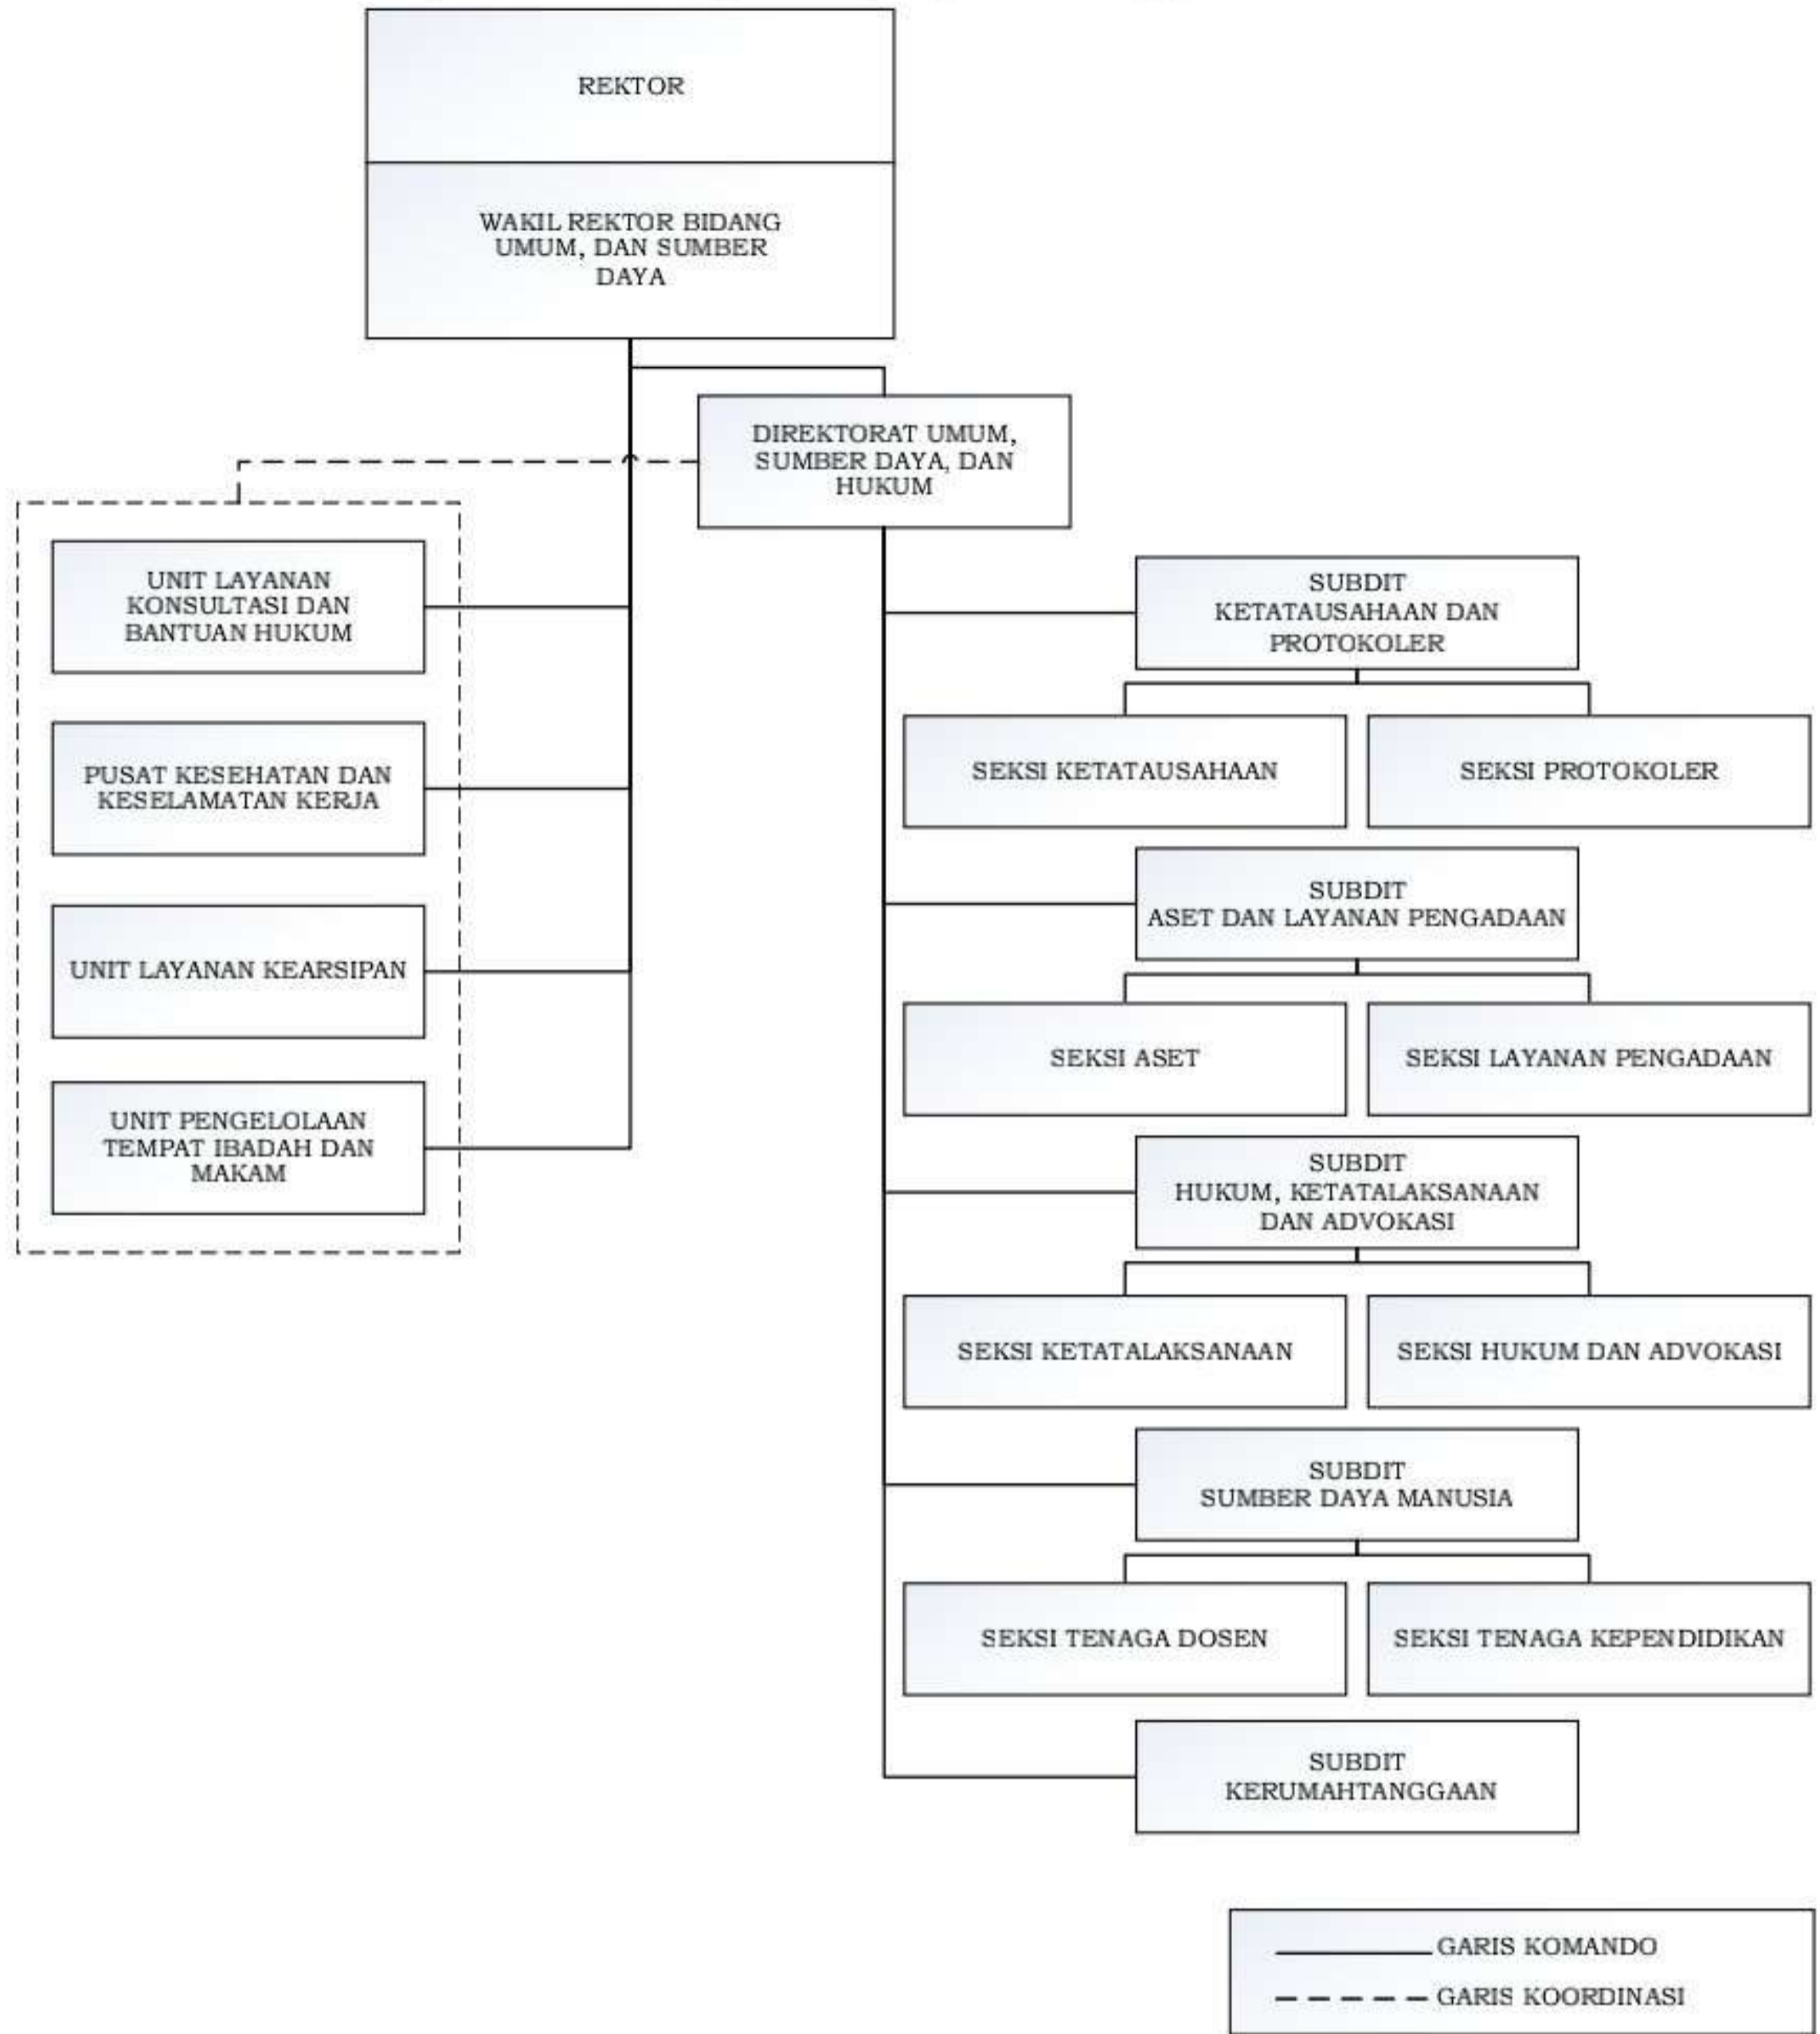 REKTOR
WAKIL REKTOR BIDANG
UMUM, DAN SUMBER
DAYA
DIREKTORAT UMUM,
SUMBER DAYA, DAN
HUKUM
UNIT LAYANAN
KONSULTASI DAN
BANTUAN HUKUM
PUSAT KESEHATAN DAN
KESELAMATAN KERJA
UNIT LAYANAN KEARSIPAN
UNIT PENGELOLAAN
TEMPAT IBADAH DAN
MAKAM
SUBDIT
KETATAUSAHAAN DAN
PROTOKOLER
SEKSI KETATAUSAHAAN
SEKSI PROTOKOLER
SUBDIT
ASET DAN LAYANAN PENGADAAN
SEKSI ASET
SEKSI LAYANAN PENGADAAN
SUBDIT
HUKUM, KETATALAKSANAAN
DAN ADVOKASI
SEKSI KETATALAKSANAAN
SEKSI HUKUM DAN ADVOKASI
SUBDIT
SUMBER DAYA MANUSIA
SEKSI TENAGA DOSEN
SEKSI TENAGA KEPENDIDIKAN
SUBDIT
KERUMAHTANGGAAN
GARIS KOMANDO
GARIS KOORDINASI